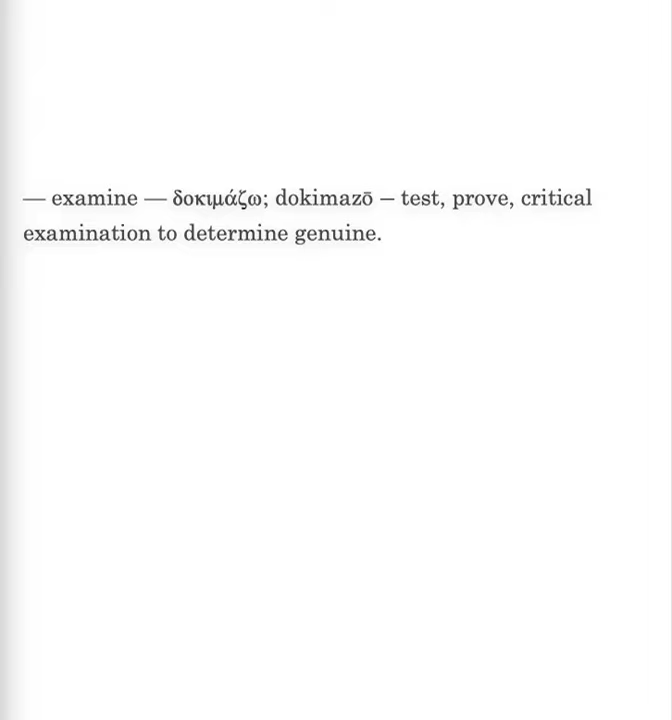 — examine — δοκιμάζω; dokimazō – test, prove, critical
examination to determine genuine.